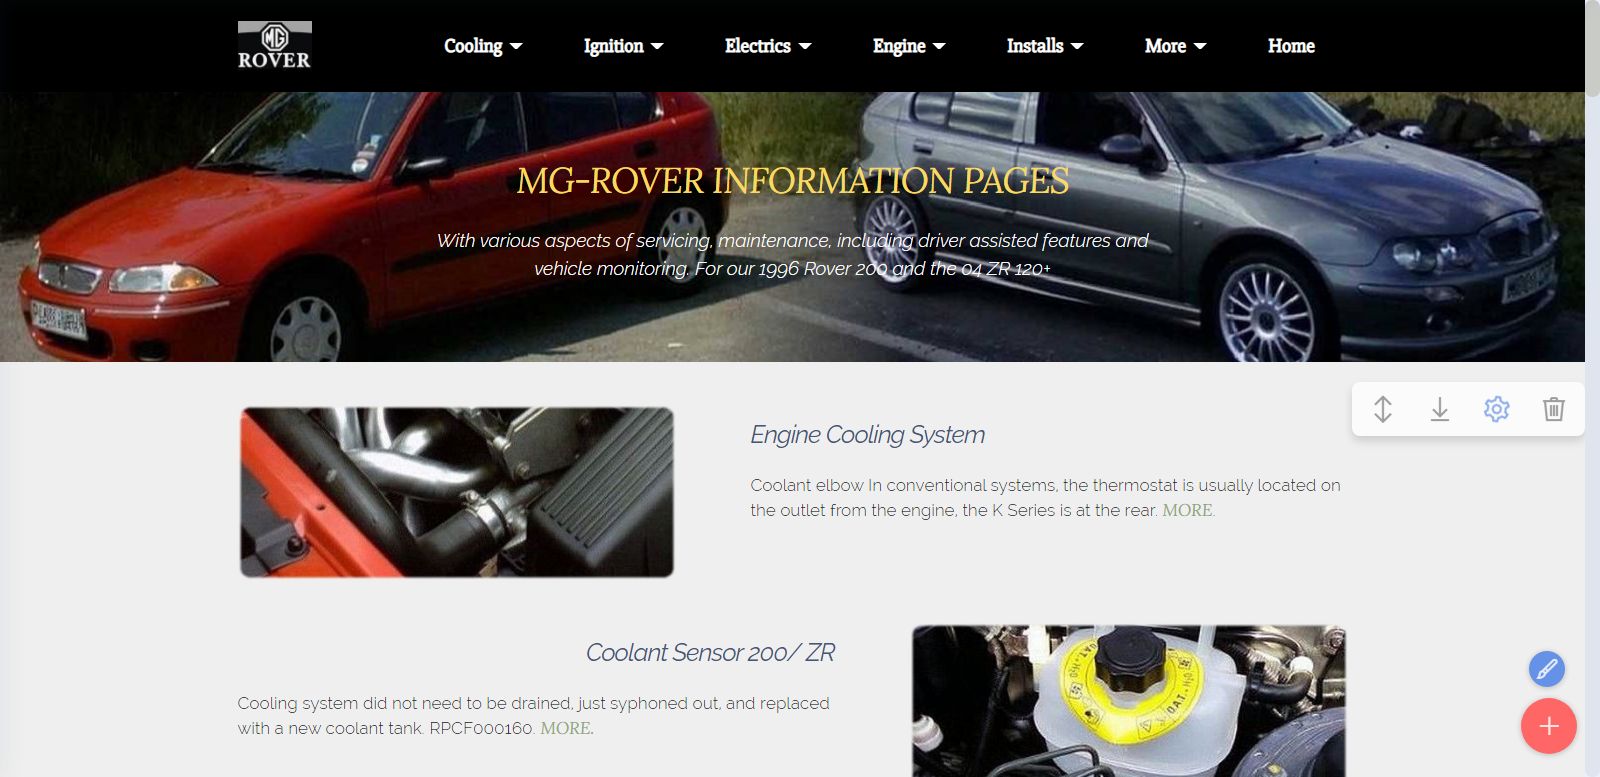 MG
ROVER
Cooling
Ignition
Electrics
Engine
Installs
More
Home
MG-ROVER INFORMATION PAGES
With various aspects of servicing, maintenance, including driver assisted features and
vehicle monitoring. For our 1996 Rover 200 and the 04 ZR 120+
Engine Cooling System
Coolant elbow In conventional systems, the thermostat is usually located on
the outlet from the engine, the K Series is at the rear. MORE.
Coolant Sensor 200/ ZR
Cooling system did not need to be drained, just syphoned out, and replaced
with a new coolant tank. RPCF000160. MORE.
O.A.T.